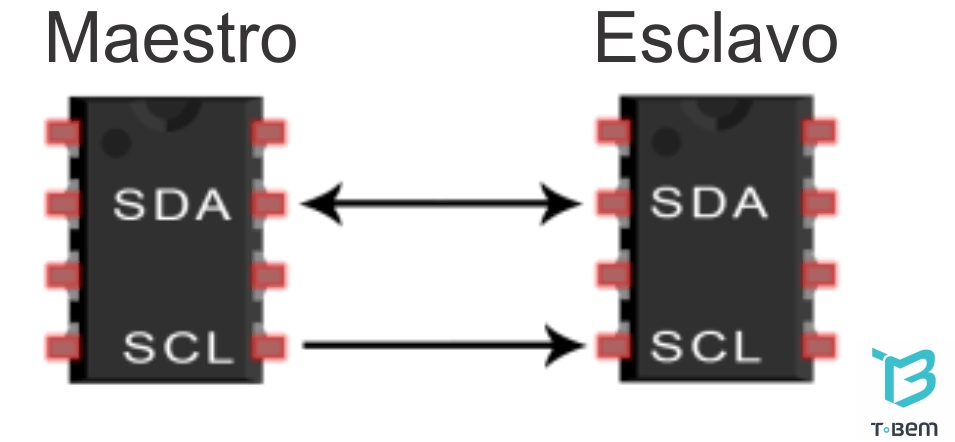 Maestro Esclavo
SDA SDA
SCL SCL
T·Bem